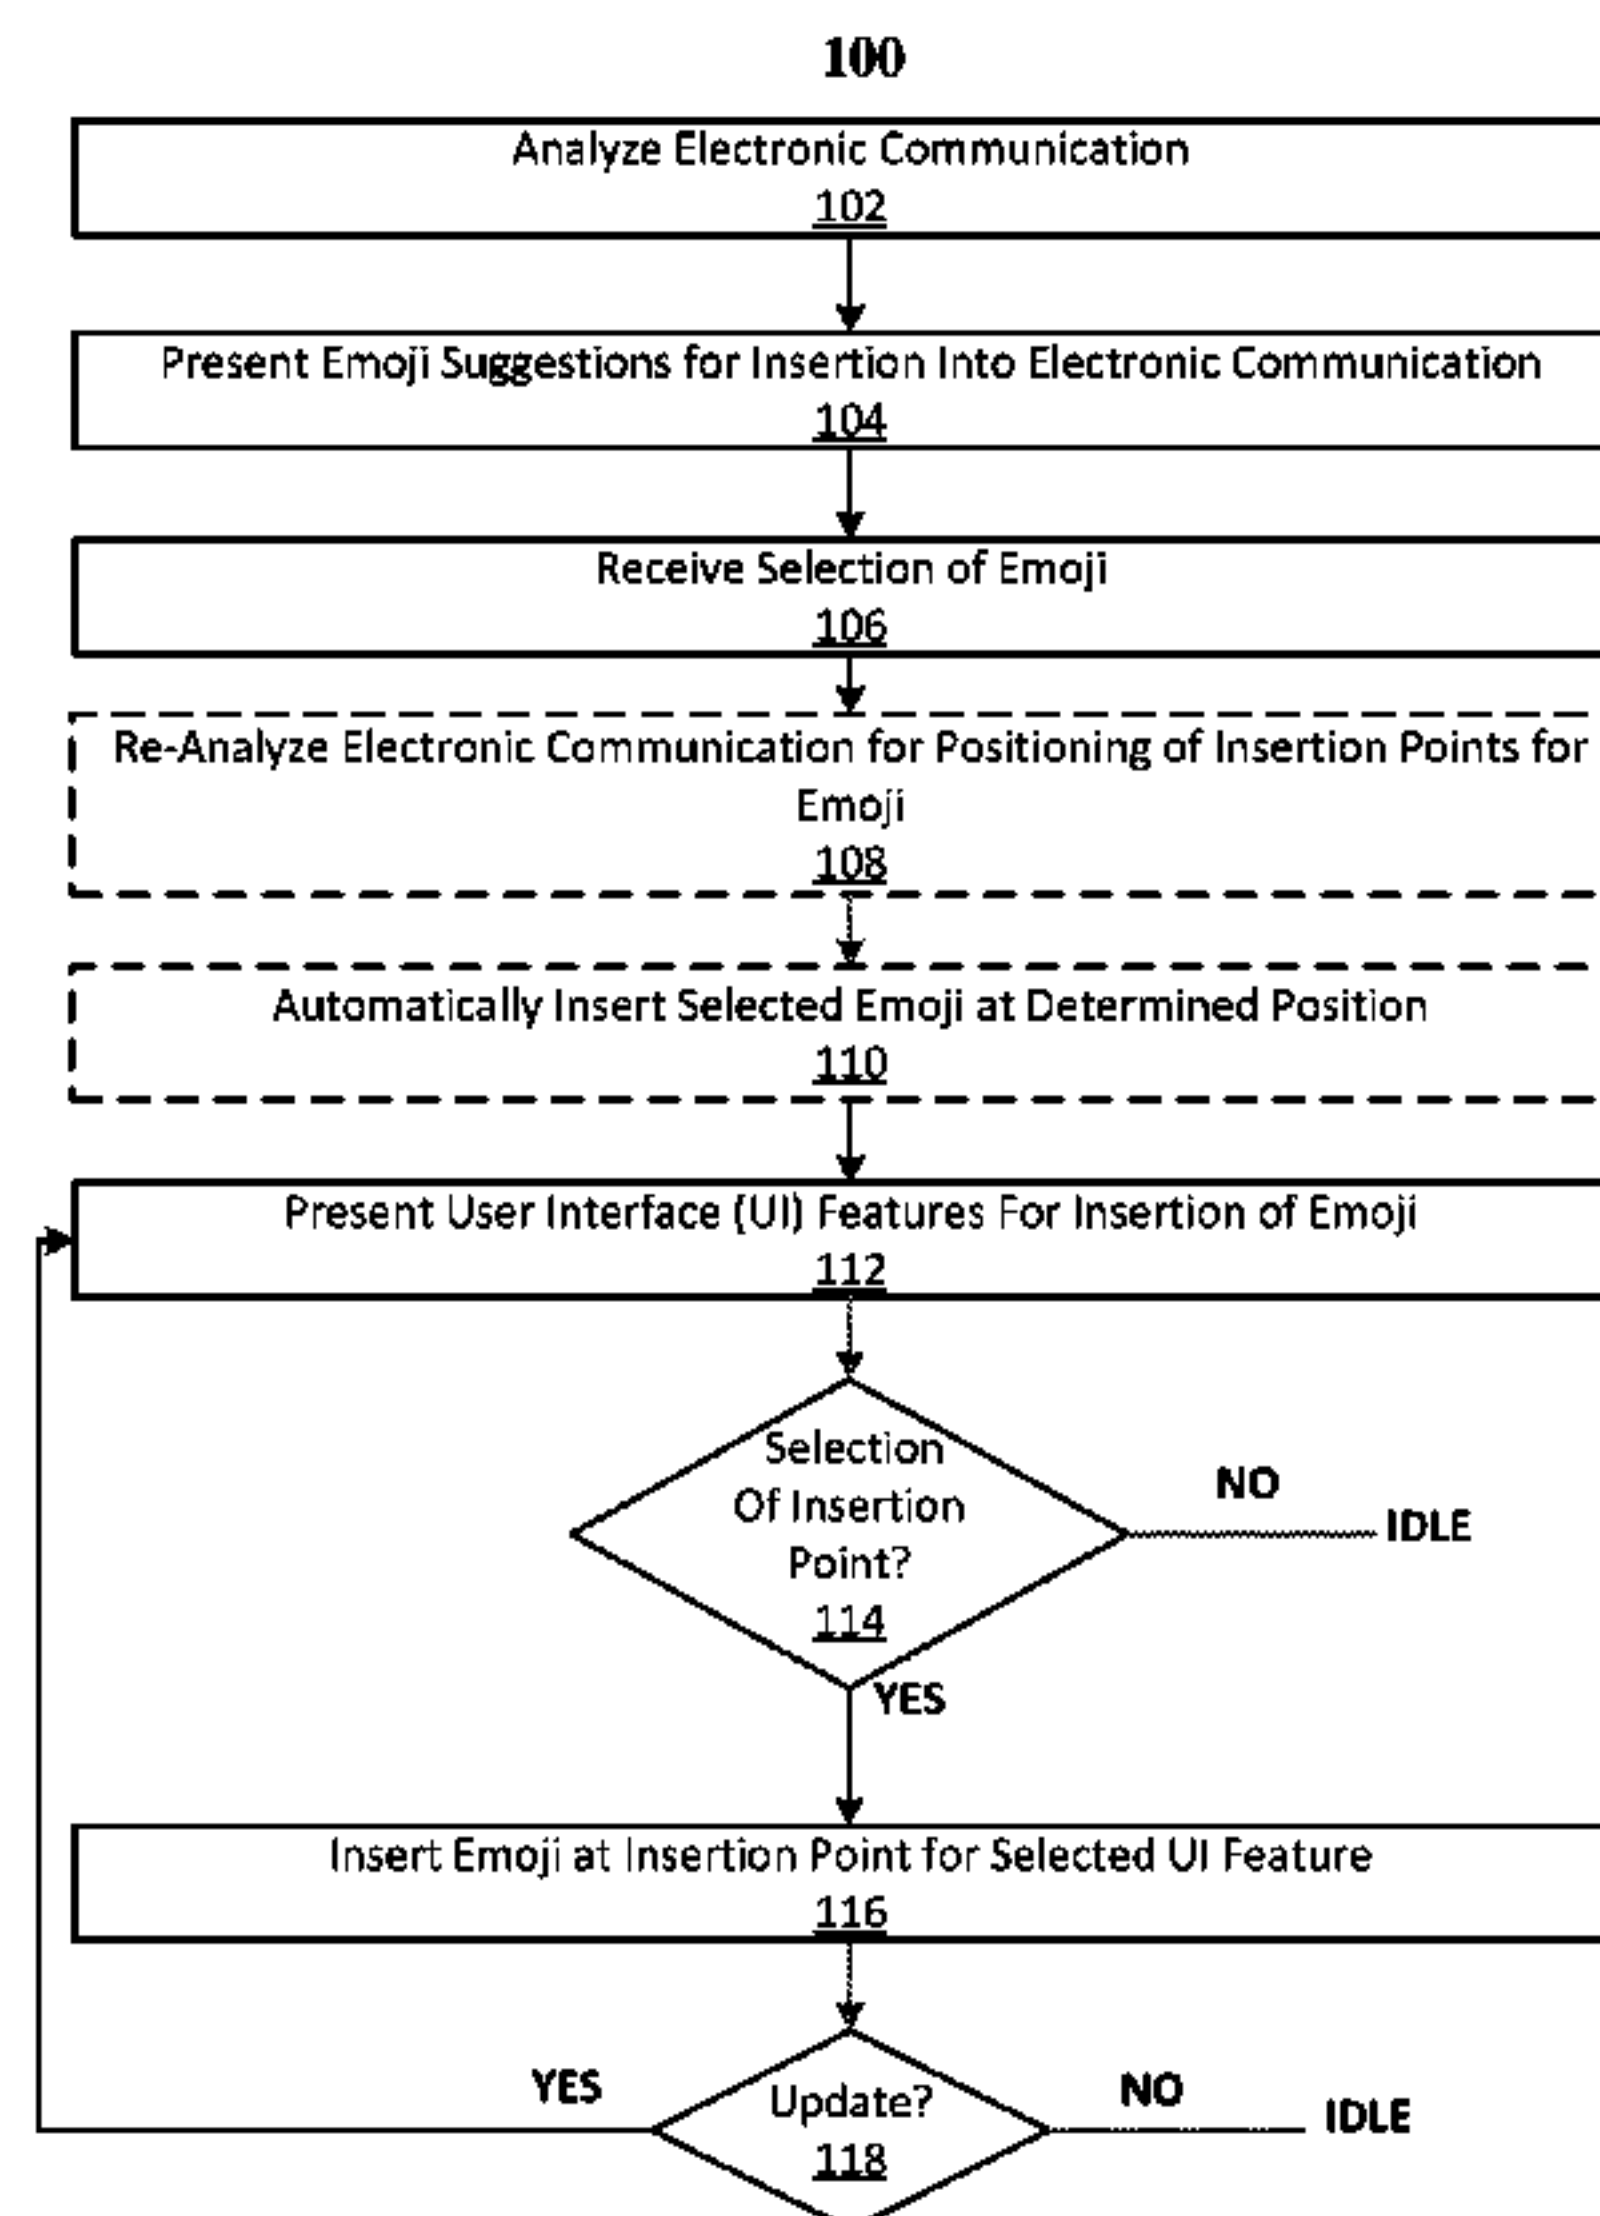 100
Analyze Electronic Communication
102
Present Emoji Suggestions for Insertion Into Electronic Communication
104
Receive Selection of Emoji
106
Re-Analyze Electronic Communication for Positioning of Insertion Points for
Emoji
108
Automatically Insert Selected Emoji at Determined Position
110
Present User Interface (UI) Features For Insertion of Emoji
112
Selection
Of Insertion
Point?
114
NO
IDLE
YES
Insert Emoji at Insertion Point for Selected UI Feature
116
YES
Update?
118
NO
IDLE